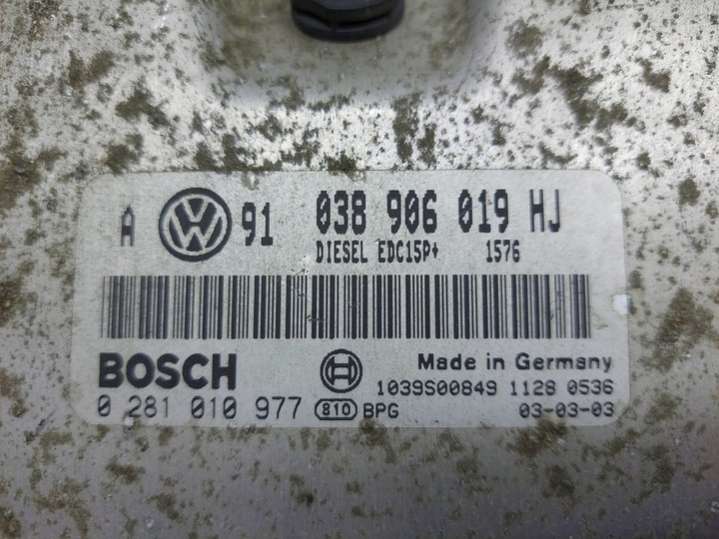 A VW 91 038 906 019 HJ
DIESEL EDC15P+ 1576
BOSCH Made in Germany
1039S00849 1128 0536
0 281 010 977 810 BPG 03-03-03